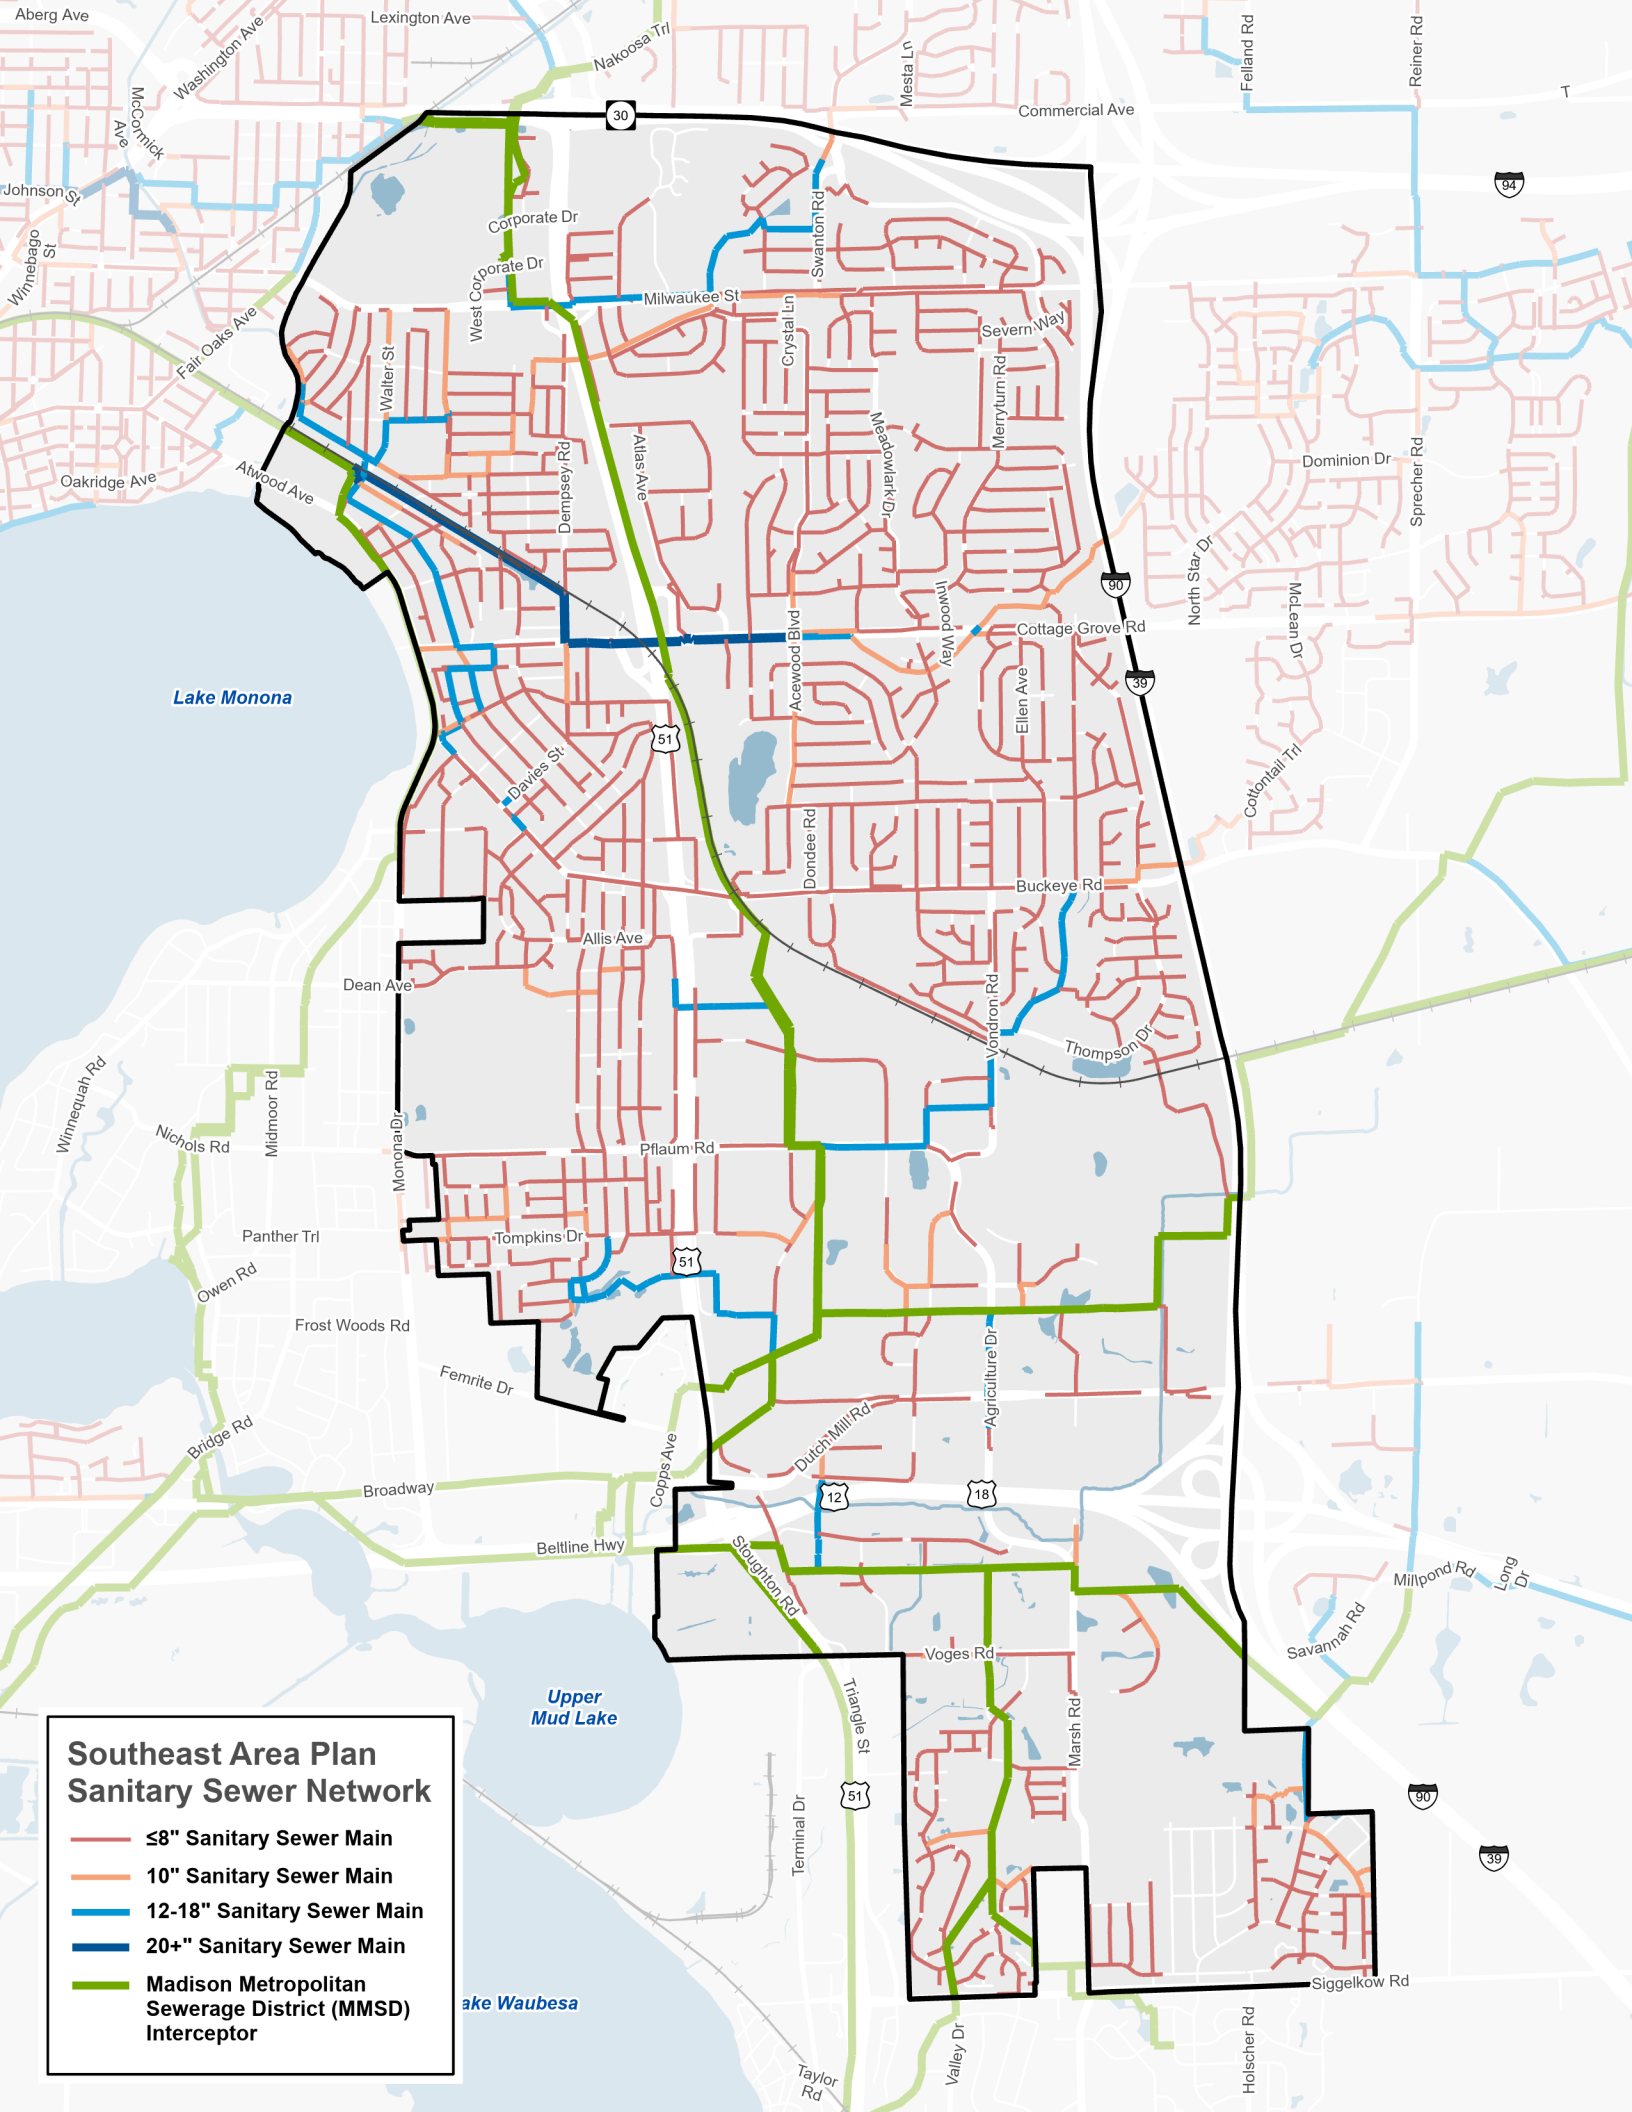 Aberg Ave
Lexington Ave
Washington Ave
Nakoosa Trl
Mesta Ln
Felland Rd
Reiner Rd
McCormick
Ave
30
Commercial Ave
T
94
Johnson St
Winnebago
St
Corporate Dr
West Corporate Dr
Swanton Rd
Milwaukee St
Fair Oaks Ave
Walter St
Crystal Ln
Severn Way
Merryturn Rd
Meadowlark Dr
Dempsey Rd
Atlas Ave
Oakridge Ave
Atwood Ave
Dominion Dr
Sprecher Rd
North Star Dr
McLean Dr
90
Inwood Way
Acewood Blvd
Cottage Grove Rd
39
Ellen Ave
Lake Monona
51
Davies St
Cottontail Trl
Dondee Rd
Buckeye Rd
Allis Ave
Dean Ave
Vondron Rd
Thompson Dr
Winnequah Rd
Midmoor Rd
Nichols Rd
Monona Dr
Pflaum Rd
Panther Trl
Tompkins Dr
51
Owen Rd
Frost Woods Rd
Agriculture Dr
Femrite Dr
Dutch Mill Rd
Bridge Rd
Copps Ave
Broadway
12
18
Beltline Hwy
Stoughton Rd
Millpond Rd
Long
Dr
Savannah Rd
Voges Rd
Upper
Mud Lake
Triangle St
Marsh Rd
51
90
Terminal Dr
39
Southeast Area Plan
Sanitary Sewer Network
≤8" Sanitary Sewer Main
10" Sanitary Sewer Main
12-18" Sanitary Sewer Main
20+" Sanitary Sewer Main
Madison Metropolitan
Sewerage District (MMSD)
Interceptor
ake Waubesa
Siggelkow Rd
Valley Dr
Holscher Rd
Taylor
Rd